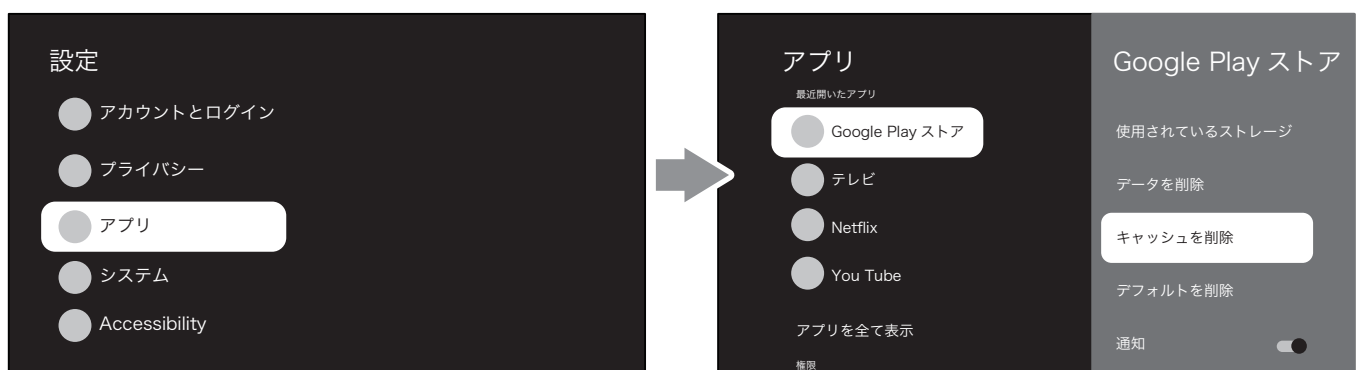 設定
アカウントとログイン
プライバシー
アプリ
システム
Accessibility
アプリ
最近開いたアプリ
Google Play ストア
テレビ
Netflix
You Tube
アプリを全て表示
権限
Google Play ストア
使用されているストレージ
データを削除
キャッシュを削除
デフォルトを削除
通知